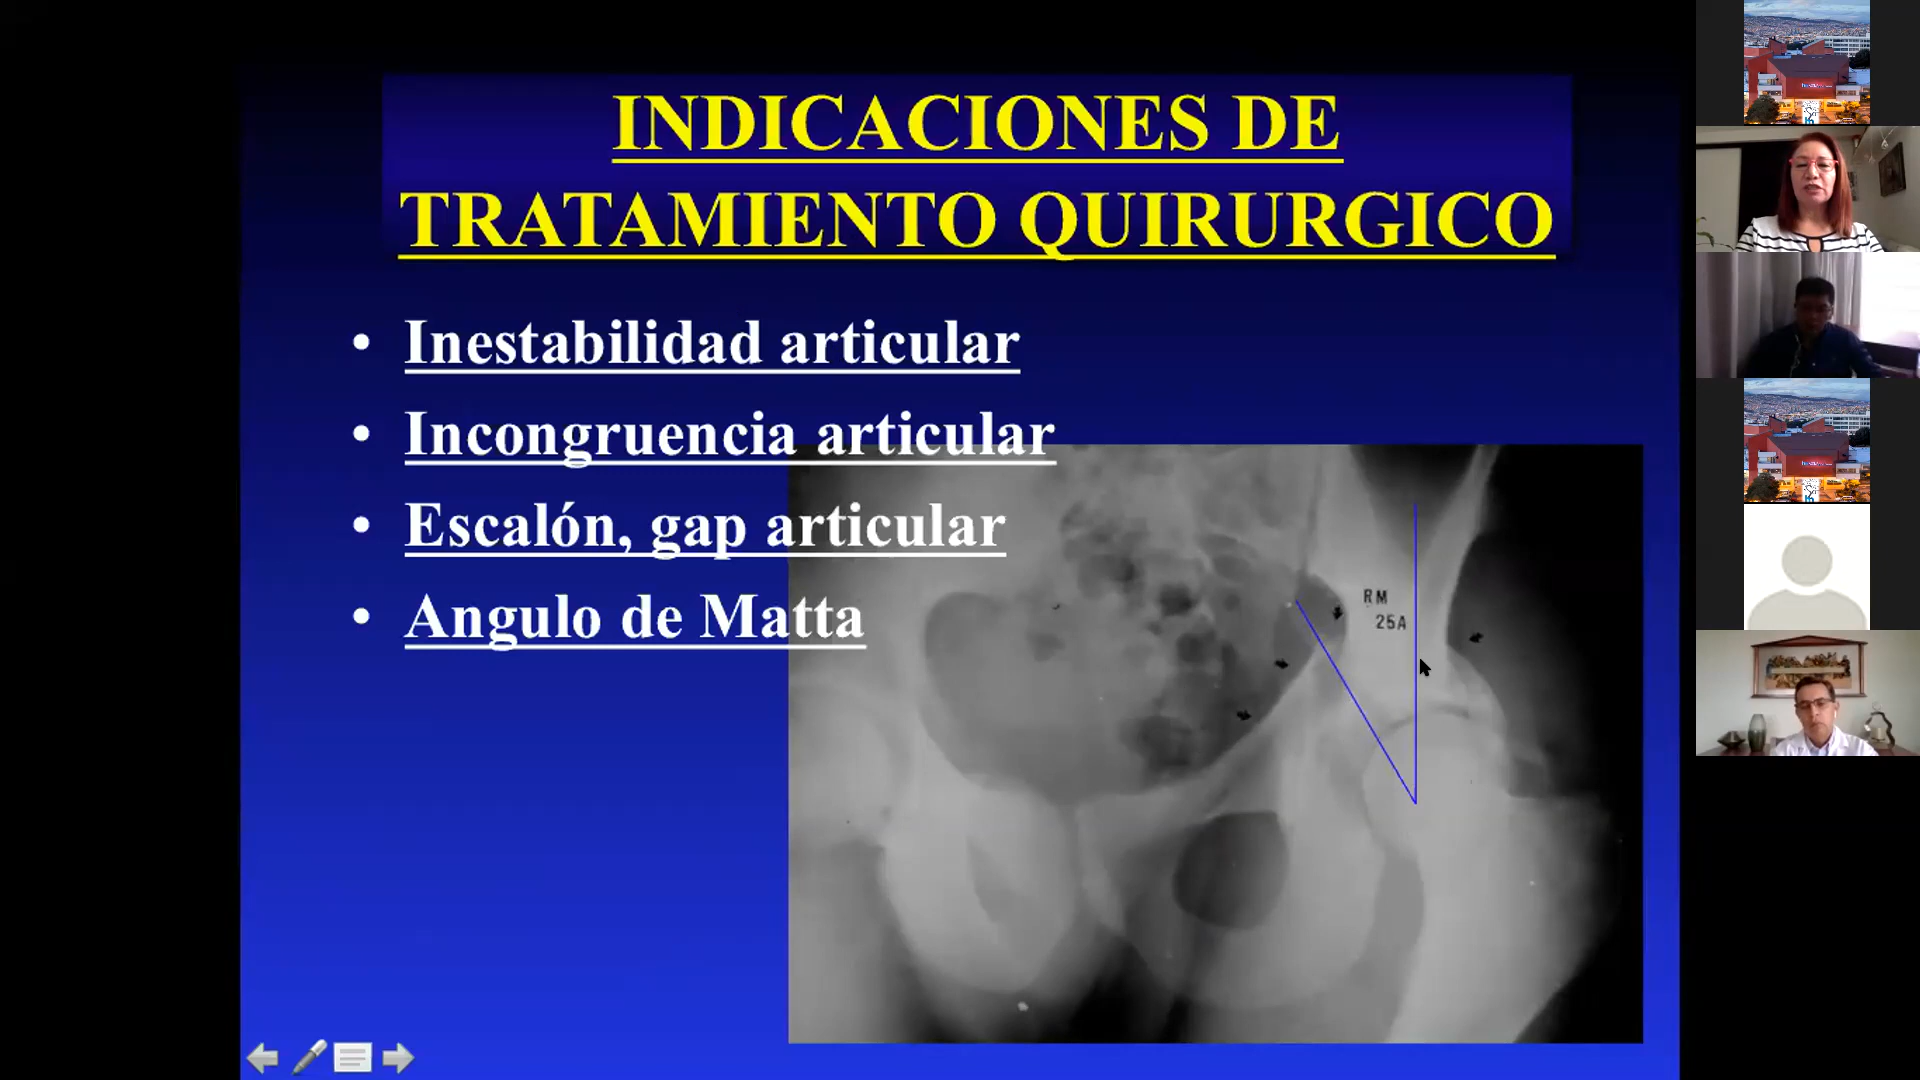 INDICACIONES DE
TRATAMIENTO QUIRURGICO
• Inestabilidad articular
• Incongruencia articular
• Escalón, gap articular
• Angulo de Matta
RM
25A